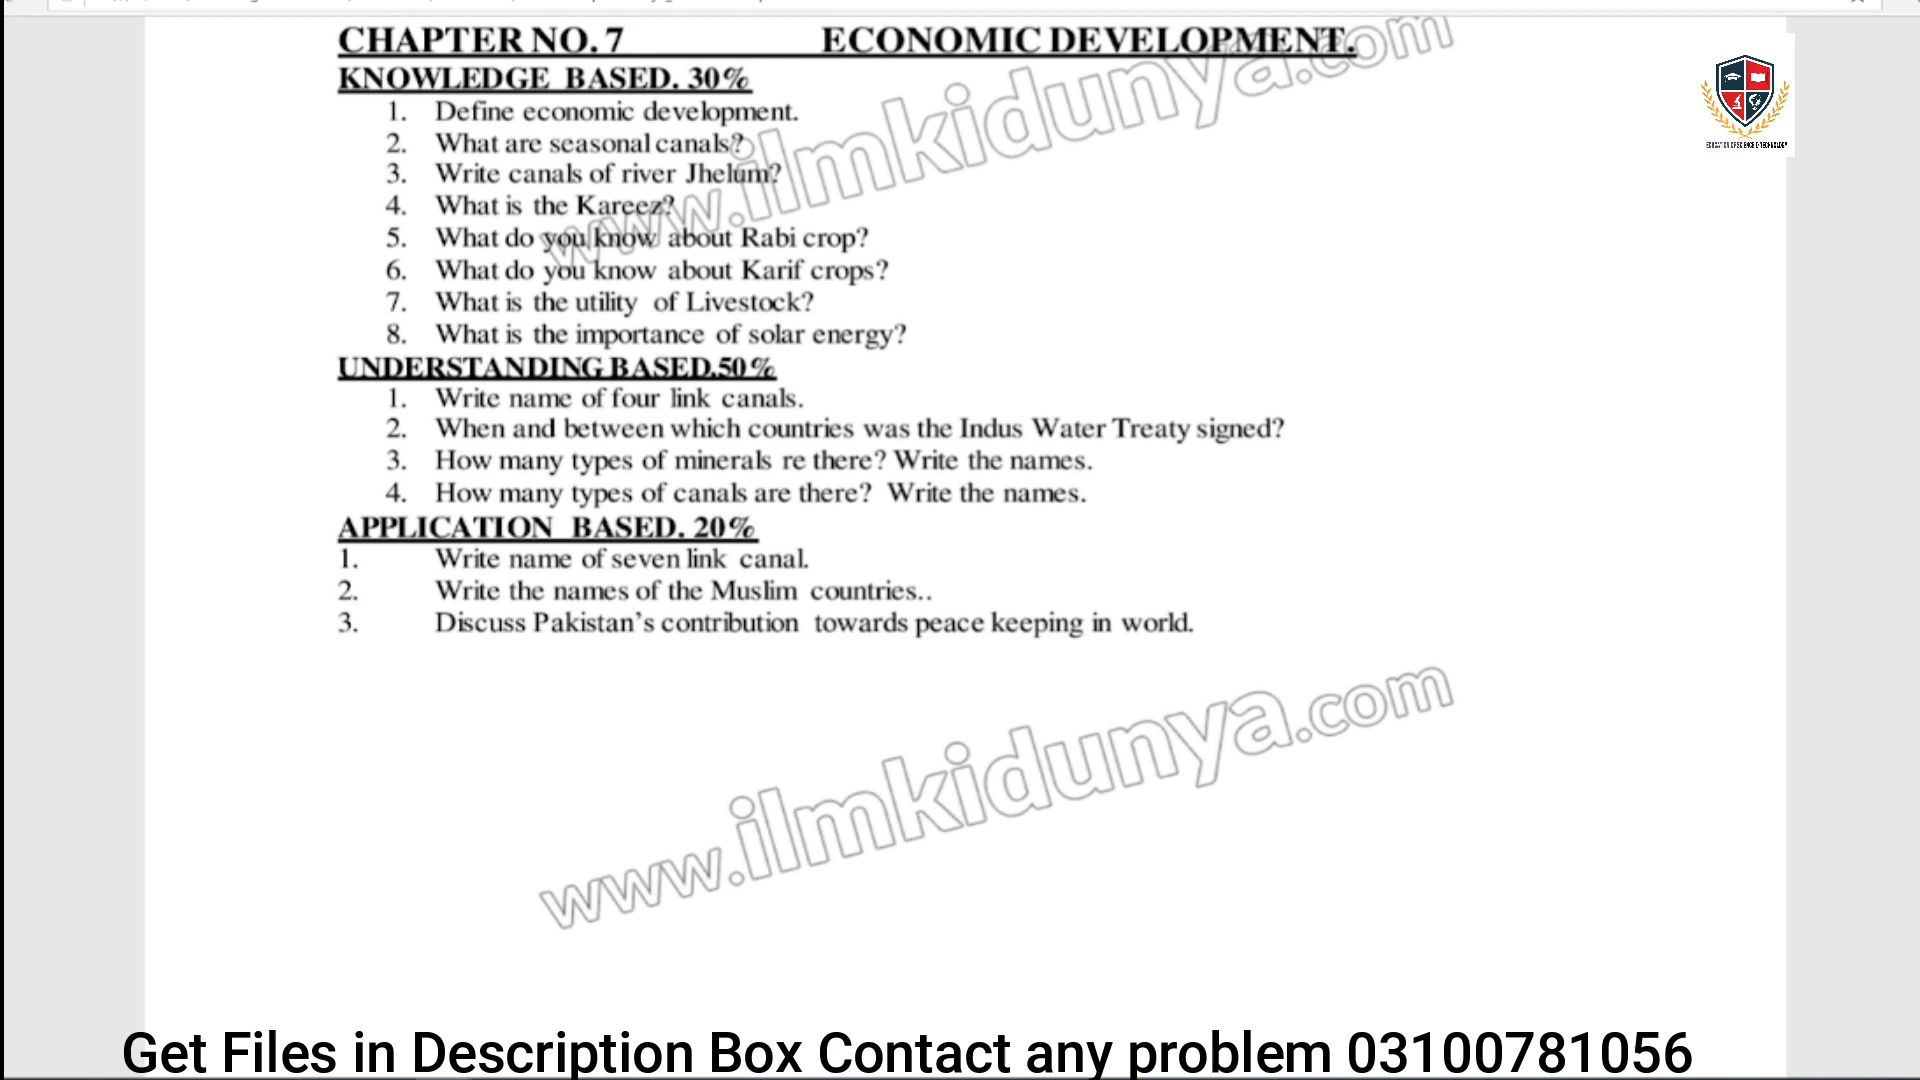 CHAPTER NO. 7 ECONOMIC DEVELOPMENT.
KNOWLEDGE BASED. 30%
1. Define economic development.
2. What are seasonal canals?
3. Write canals of river Jhelum?
4. What is the Kareez?
5. What do you know about Rabi crop?
6. What do you know about Karif crops?
7. What is the utility of Livestock?
8. What is the importance of solar energy?
UNDERSTANDING BASED.50%
1. Write name of four link canals.
2. When and between which countries was the Indus Water Treaty signed?
3. How many types of minerals re there? Write the names.
4. How many types of canals are there? Write the names.
APPLICATION BASED. 20%
1. Write name of seven link canal.
2. Write the names of the Muslim countries..
3. Discuss Pakistan's contribution towards peace keeping in world.
www.ilmkidunya.com
www.ilmkidunya.com
EDUCATION OF SCIENCE & TECHNOLOGY
Get Files in Description Box Contact any problem 03100781056